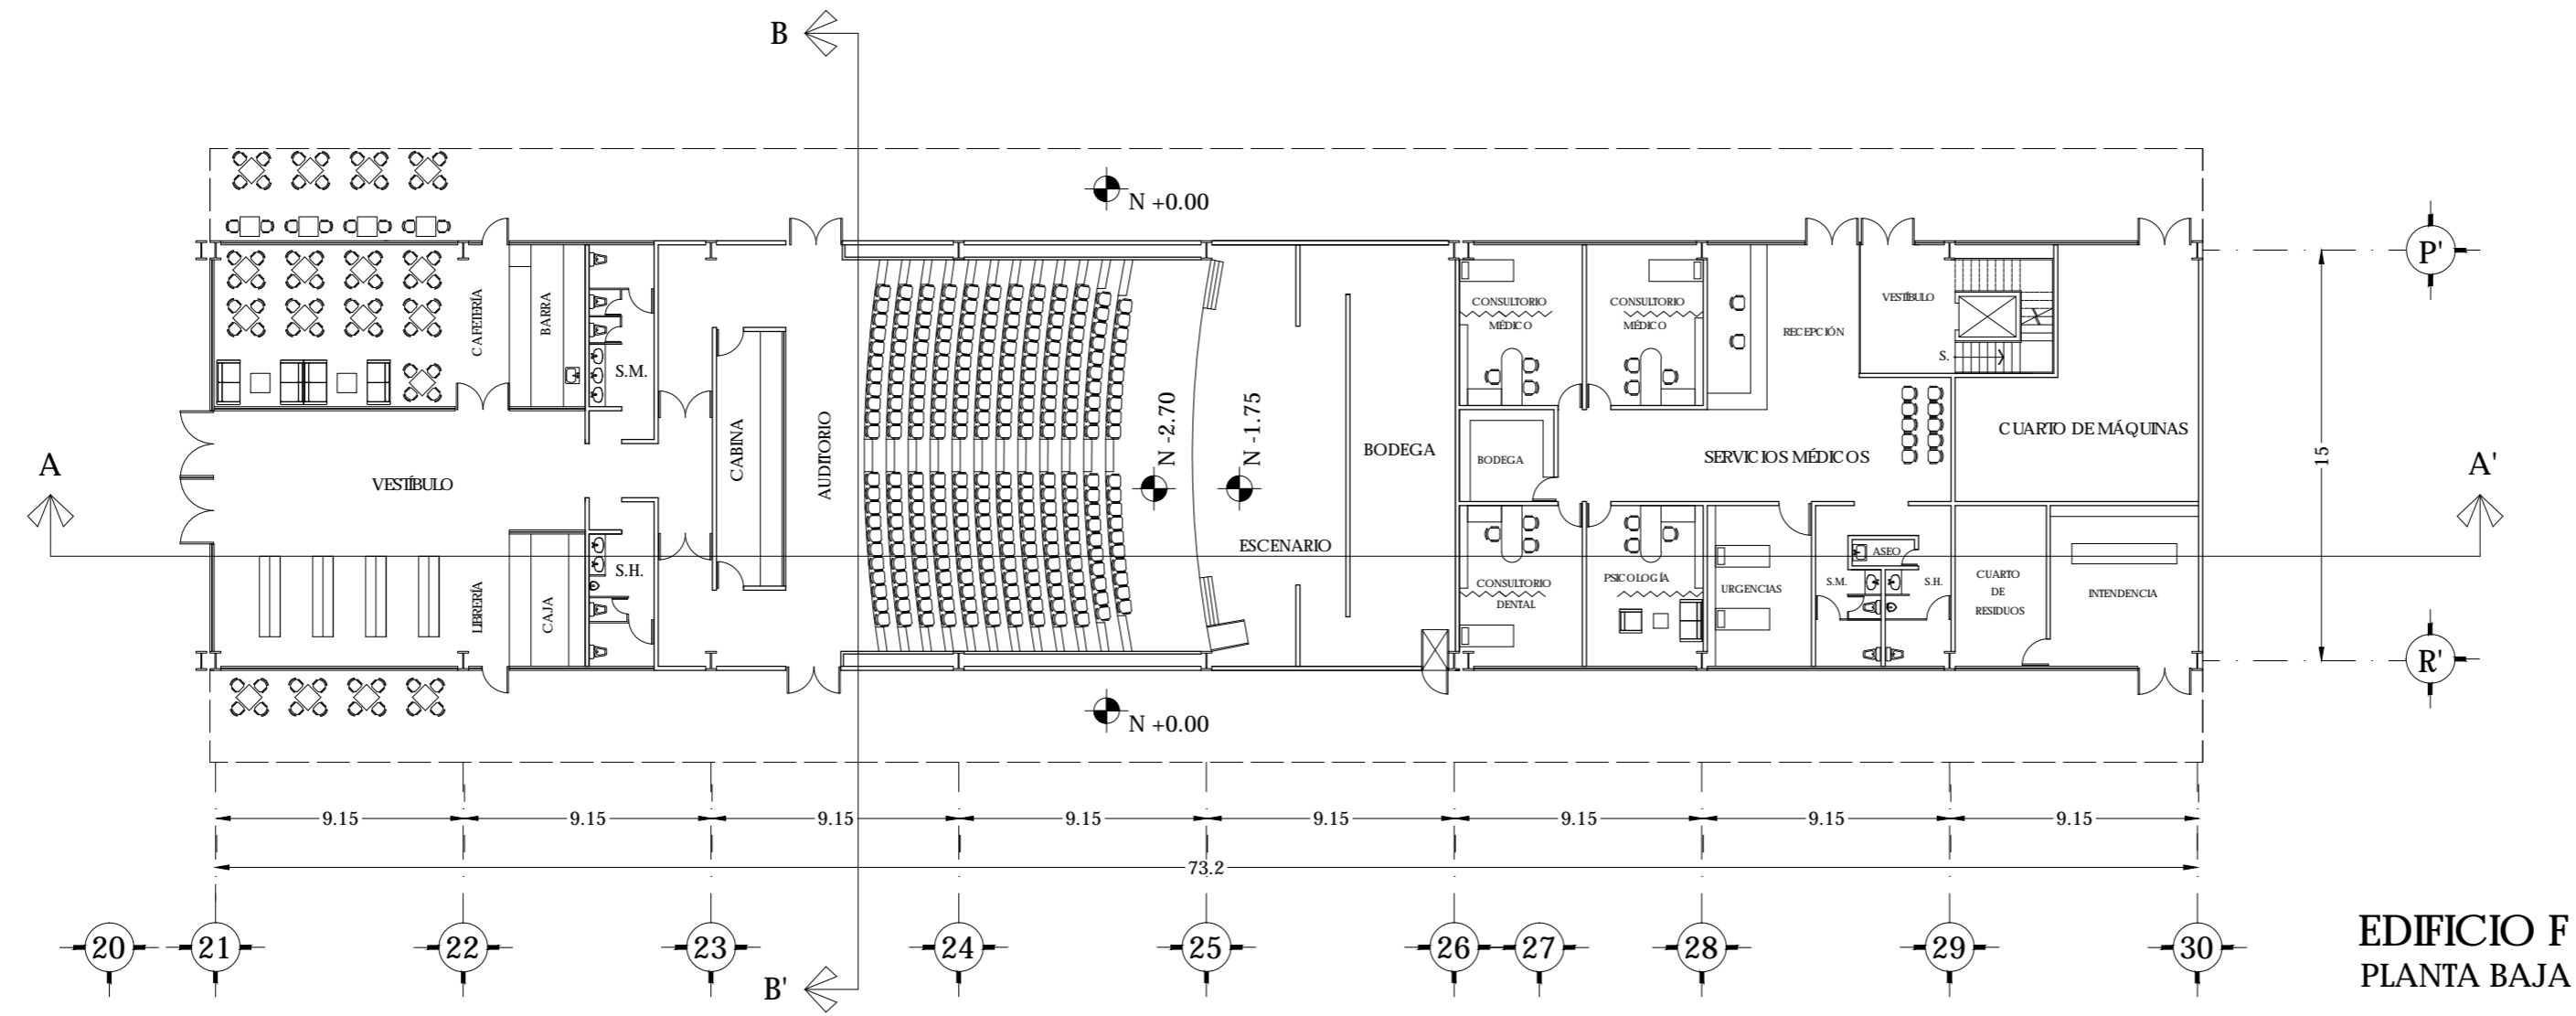 B
N +0.00
P'
CAFETERÍA
BARRA
S.M.
CABINA
AUDITORIO
N -2.70
N -1.75
BODEGA
ESCENARIO
CONSULTORIO
MÉDICO
CONSULTORIO
MÉDICO
RECEPCIÓN
VESTÍBULO
S.
BODEGA
SERVICIOS MÉDICOS
CUARTO DE MÁQUINAS
15
A
VESTÍBULO
A'
LIBRERÍA
CAJA
S.H.
CONSULTORIO
DENTAL
PSICOLOGÍA
URGENCIAS
ASEO
S.M.
S.H.
CUARTO
DE
RESIDUOS
INTENDENCIA
R'
N +0.00
9.15
9.15
9.15
9.15
9.15
9.15
9.15
9.15
73.2
20
21
22
23
24
25
26
27
28
29
30
B'
EDIFICIO F
PLANTA BAJA